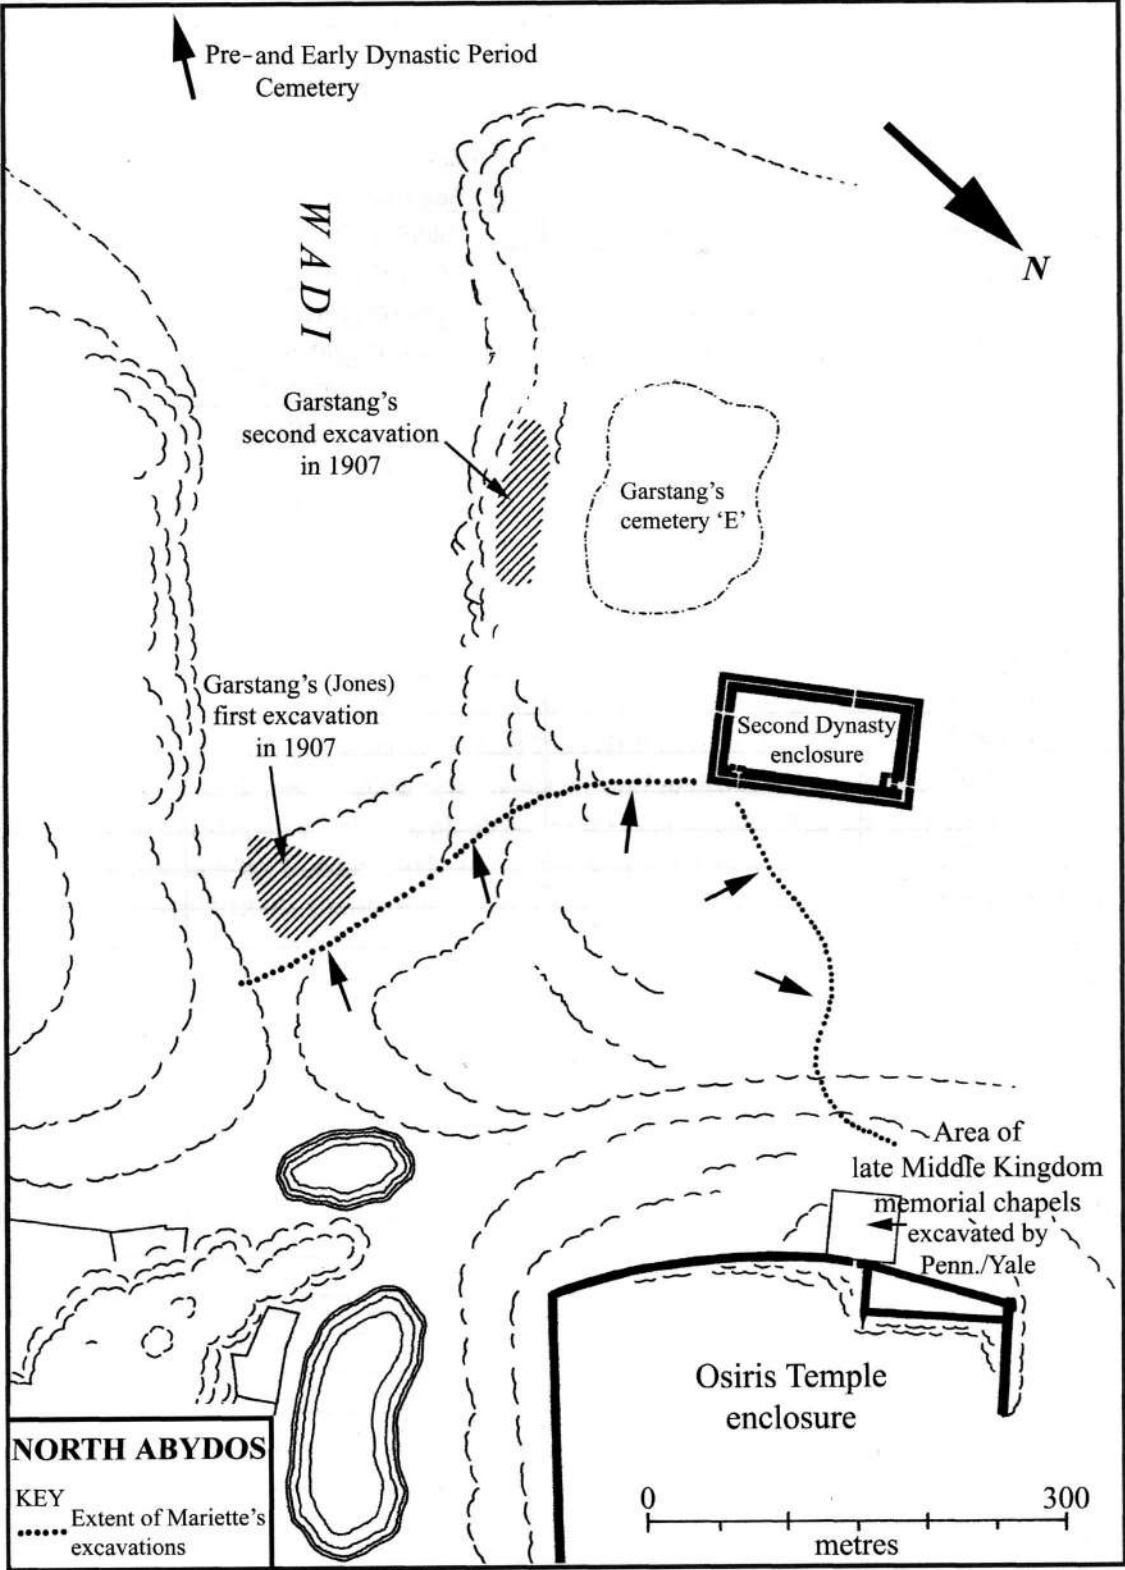 Pre-and Early Dynastic Period
Cemetery
N
WADI
Garstang's
second excavation
in 1907
Garstang's
cemetery 'E'
Garstang's (Jones)
first excavation
in 1907
Second Dynasty
enclosure
Area of
late Middle Kingdom
memorial chapels
excavated by
Penn./Yale
Osiris Temple
enclosure
NORTH ABYDOS
KEY
Extent of Mariette's
excavations
0 300
metres